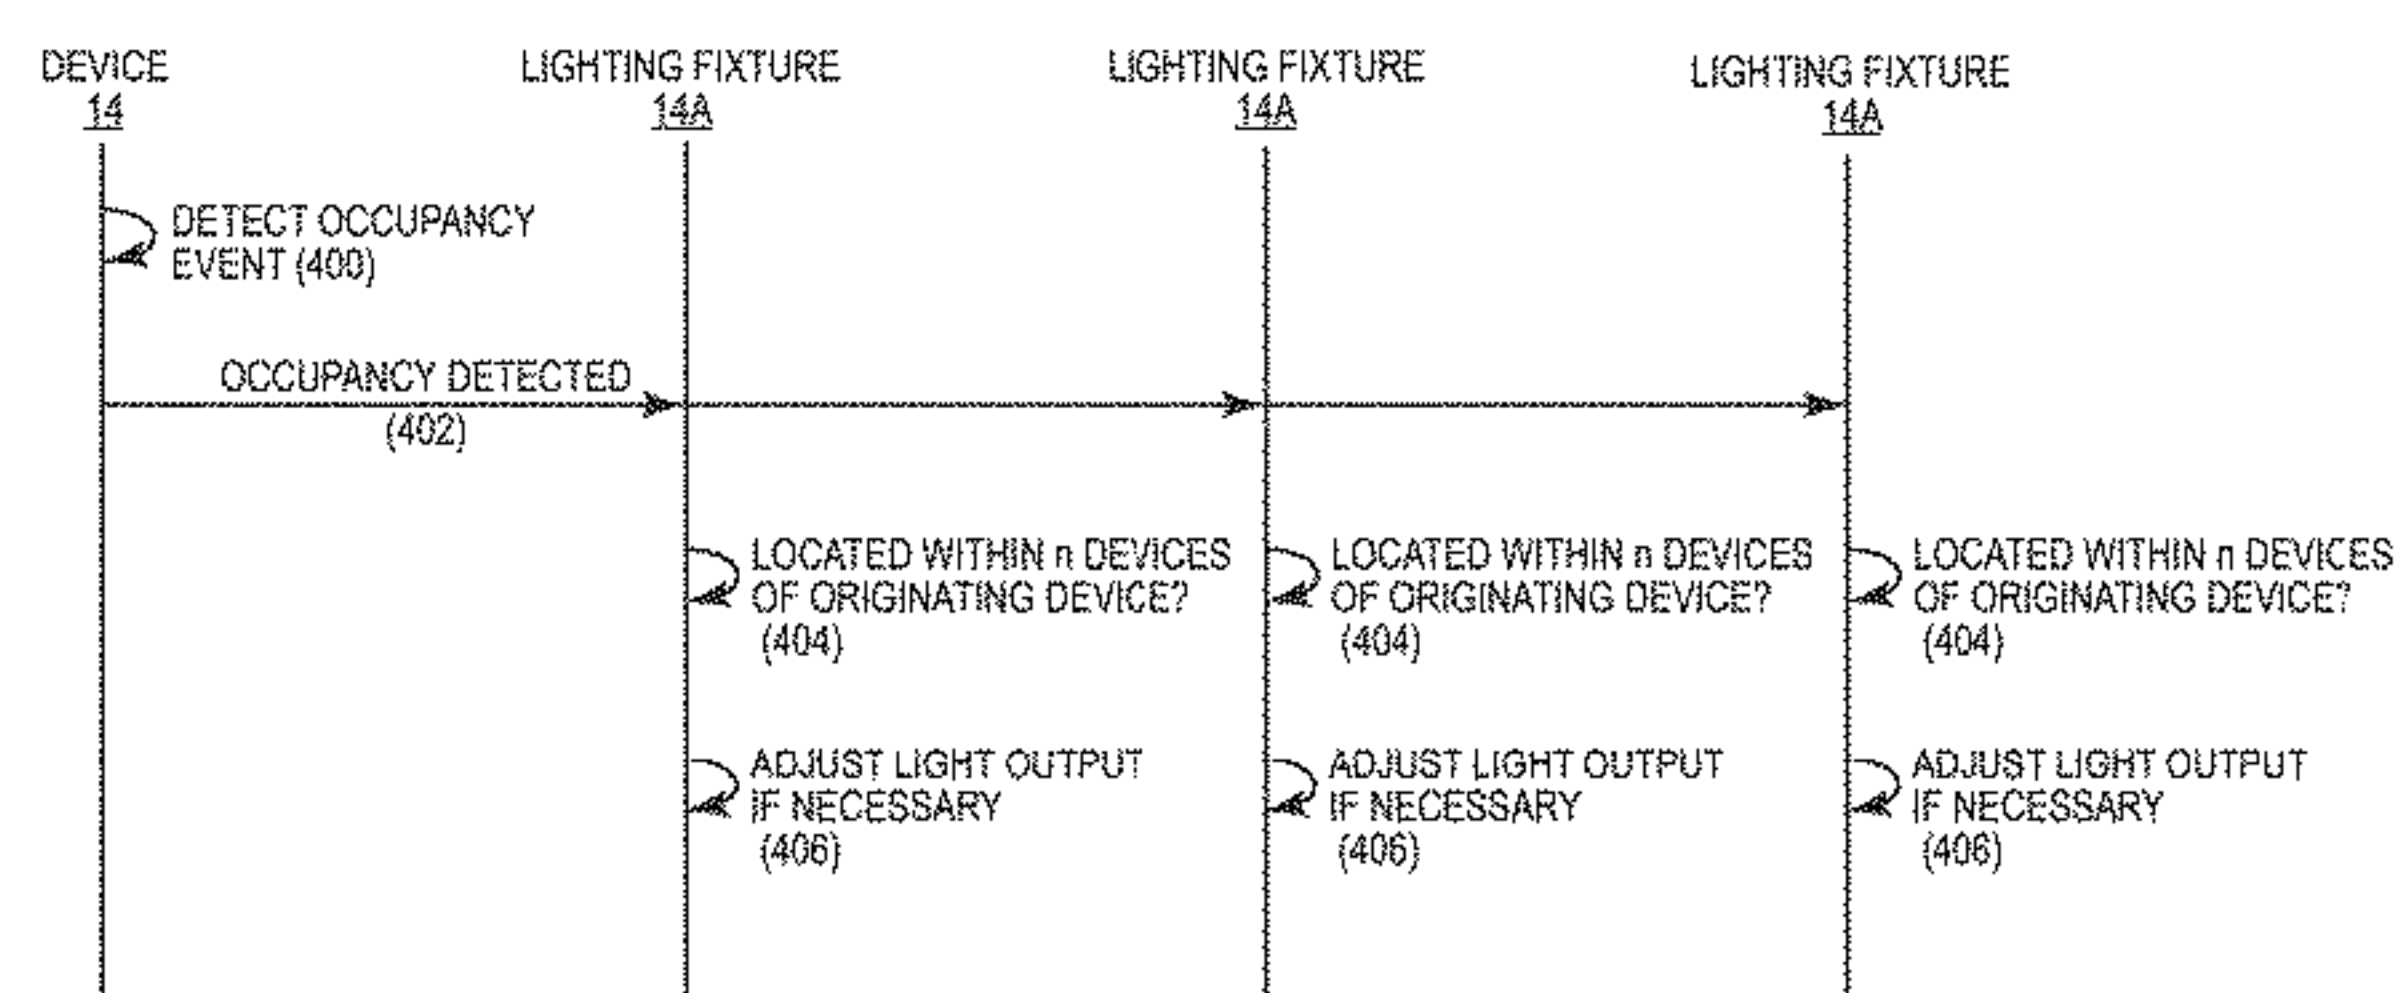 DEVICE
14
LIGHTING FIXTURE
14A
LIGHTING FIXTURE
14A
LIGHTING FIXTURE
14A
DETECT OCCUPANCY
EVENT (400)
OCCUPANCY DETECTED
(402)
LOCATED WITHIN n DEVICES
OF ORIGINATING DEVICE?
(404)
LOCATED WITHIN n DEVICES
OF ORIGINATING DEVICE?
(404)
LOCATED WITHIN n DEVICES
OF ORIGINATING DEVICE?
(404)
ADJUST LIGHT OUTPUT
IF NECESSARY
(406)
ADJUST LIGHT OUTPUT
IF NECESSARY
(406)
ADJUST LIGHT OUTPUT
IF NECESSARY
(406)